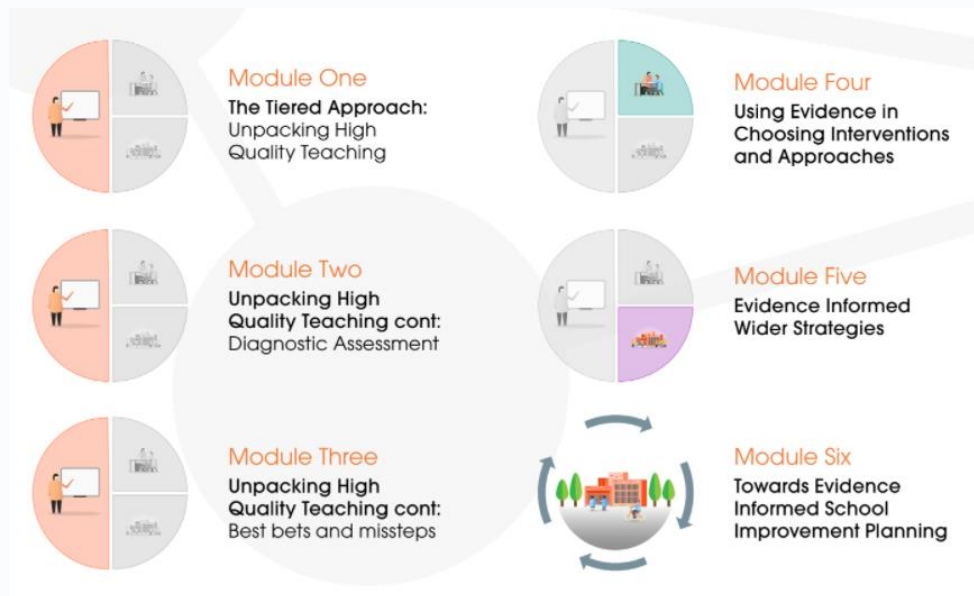 Module One
The Tiered Approach:
Unpacking High
Quality Teaching
Module Two
Unpacking High
Quality Teaching cont:
Diagnostic Assessment
Module Three
Unpacking High
Quality Teaching cont:
Best bets and missteps
Module Four
Using Evidence in
Choosing Interventions
and Approaches
Module Five
Evidence Informed
Wider Strategies
Module Six
Towards Evidence
Informed School
Improvement Planning